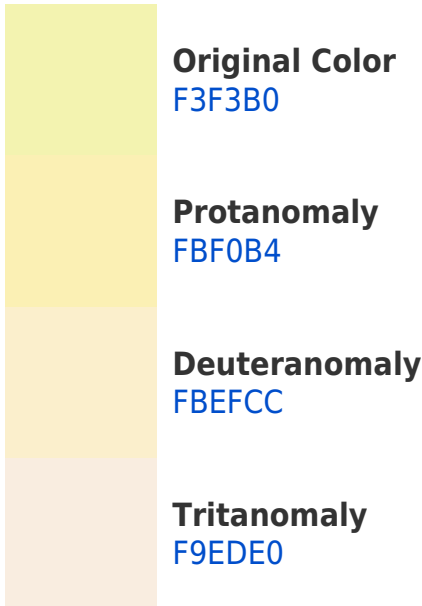 Original Color
F3F3B0
Protanomaly
FBF0B4
Deuteranomaly
FBEFCC
Tritanomaly
F9EDE0